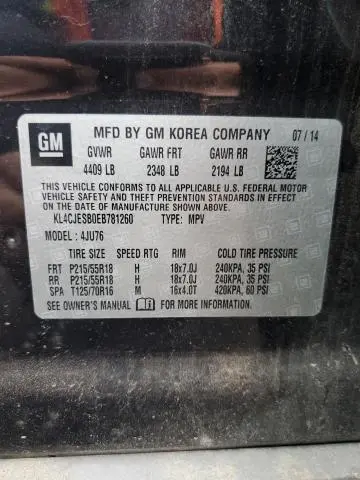 MFD BY GM KOREA COMPANY 07/14
GM
GVWR GAWR FRT GAWR RR
4409 LB 2348 LB 2194 LB
THIS VEHICLE CONFORMS TO ALL APPLICABLE U.S. FEDERAL MOTOR
VEHICLE SAFETY, BUMPER, AND THEFT PREVENTION STANDARDS IN
EFFECT ON THE DATE OF MANUFACTURE SHOWN ABOVE.
KL4CJESB0EB781260 TYPE: MPV
MODEL : 4JU76
TIRE SIZE SPEED RTG RIM COLD TIRE PRESSURE
FRT P215/55R18 H 18x7.0J 240KPA, 35 PSI
RR P215/55R18 H 18x7.0J 240KPA, 35 PSI
SPA T125/70R16 M 16x4.0T 420KPA, 60 PSI
SEE OWNER'S MANUAL FOR MORE INFORMATION